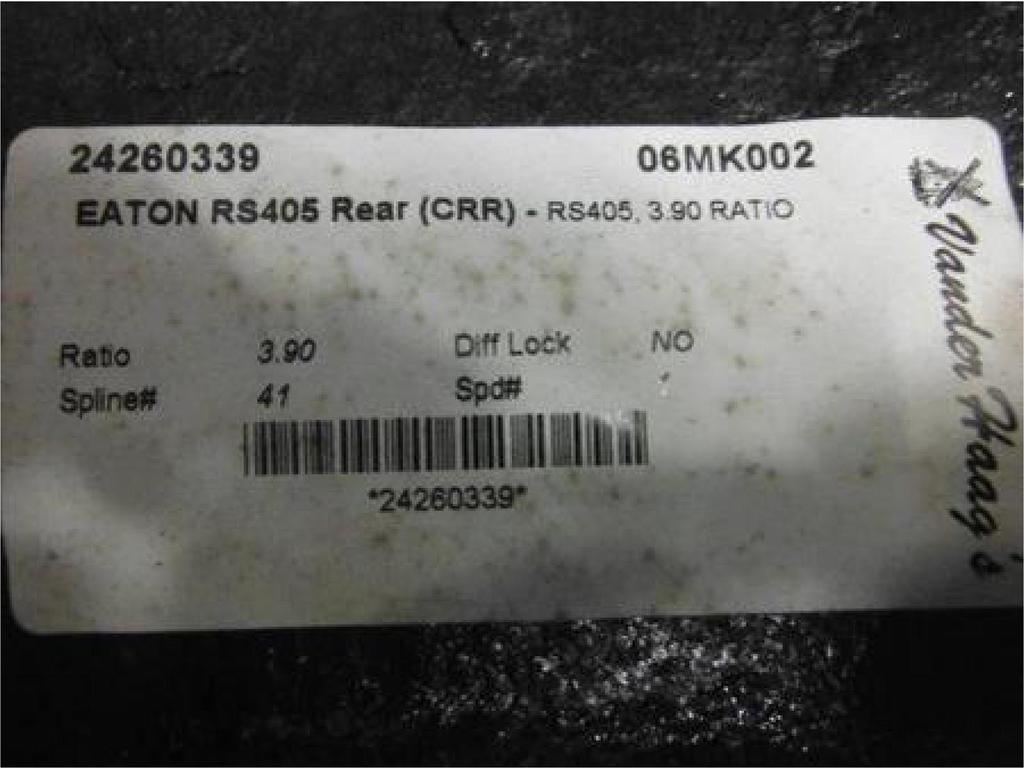 24260339 06MK002
EATON RS405 Rear (CRR) - RS405, 3.90 RATIO
Ratio 3.90 Diff Lock NO
Spline# 41 Spd#
*24260339*
Vander Haag's